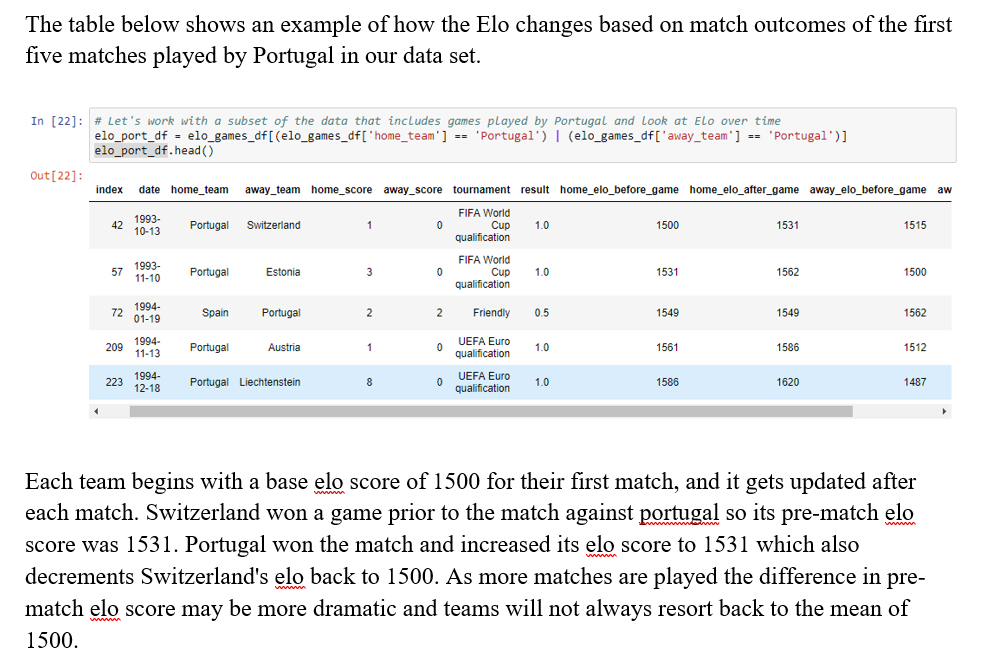 The table below shows an example of how the Elo changes based on match outcomes of the first
five matches played by Portugal in our data set.
In [22]: # Let's work with a subset of the data that includes games played by Portugal and look at Elo over time
elo_port_df = elo_games_df[(elo_games_df['home_team'] == 'Portugal') | (elo_games_df['away_team'] == 'Portugal')]
elo_port_df.head()
Out[22]:
index date home_team away_team home_score away_score tournament result home_elo_before_game home_elo_after_game away_elo_before_game aw
42 1993-10-13 Portugal Switzerland 1 0 FIFA World Cup qualification 1.0 1500 1531 1515
57 1993-11-10 Portugal Estonia 3 0 FIFA World Cup qualification 1.0 1531 1562 1500
72 1994-01-19 Spain Portugal 2 2 Friendly 0.5 1549 1549 1562
209 1994-11-13 Portugal Austria 1 0 UEFA Euro qualification 1.0 1561 1586 1512
223 1994-12-18 Portugal Liechtenstein 8 0 UEFA Euro qualification 1.0 1586 1620 1487
Each team begins with a base elo score of 1500 for their first match, and it gets updated after
each match. Switzerland won a game prior to the match against portugal so its pre-match elo
score was 1531. Portugal won the match and increased its elo score to 1531 which also
decrements Switzerland's elo back to 1500. As more matches are played the difference in pre-
match elo score may be more dramatic and teams will not always resort back to the mean of
1500.